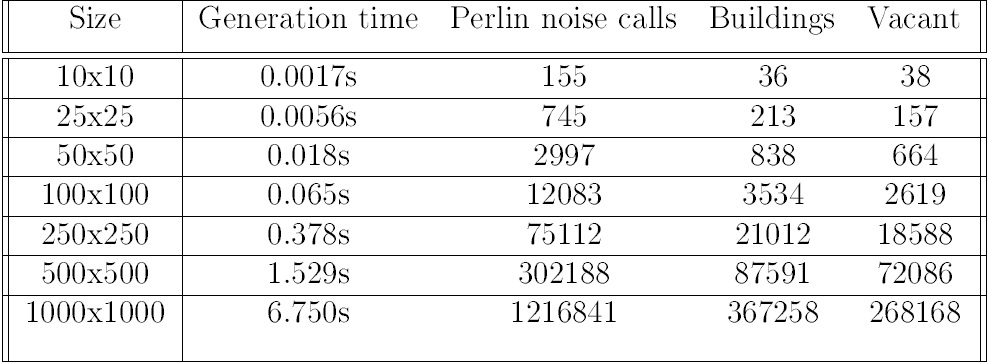 Size Generation time Perlin noise calls Buildings Vacant
10x10 0.0017s 155 36 38
25x25 0.0056s 745 213 157
50x50 0.018s 2997 838 664
100x100 0.065s 12083 3534 2619
250x250 0.378s 75112 21012 18588
500x500 1.529s 302188 87591 72086
1000x1000 6.750s 1216841 367258 268168